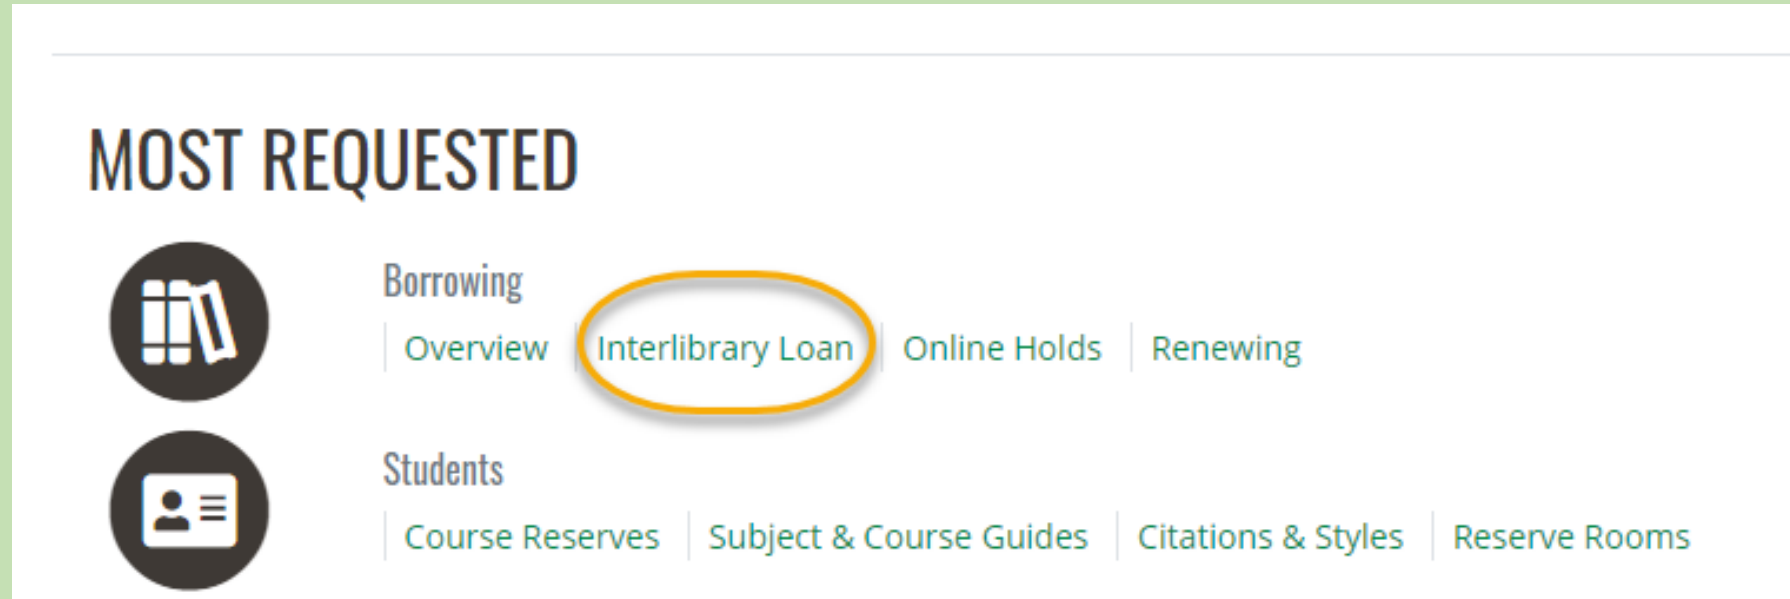 MOST REQUESTED
Borrowing
Overview Interlibrary Loan Online Holds Renewing
Students
Course Reserves Subject & Course Guides Citations & Styles Reserve Rooms